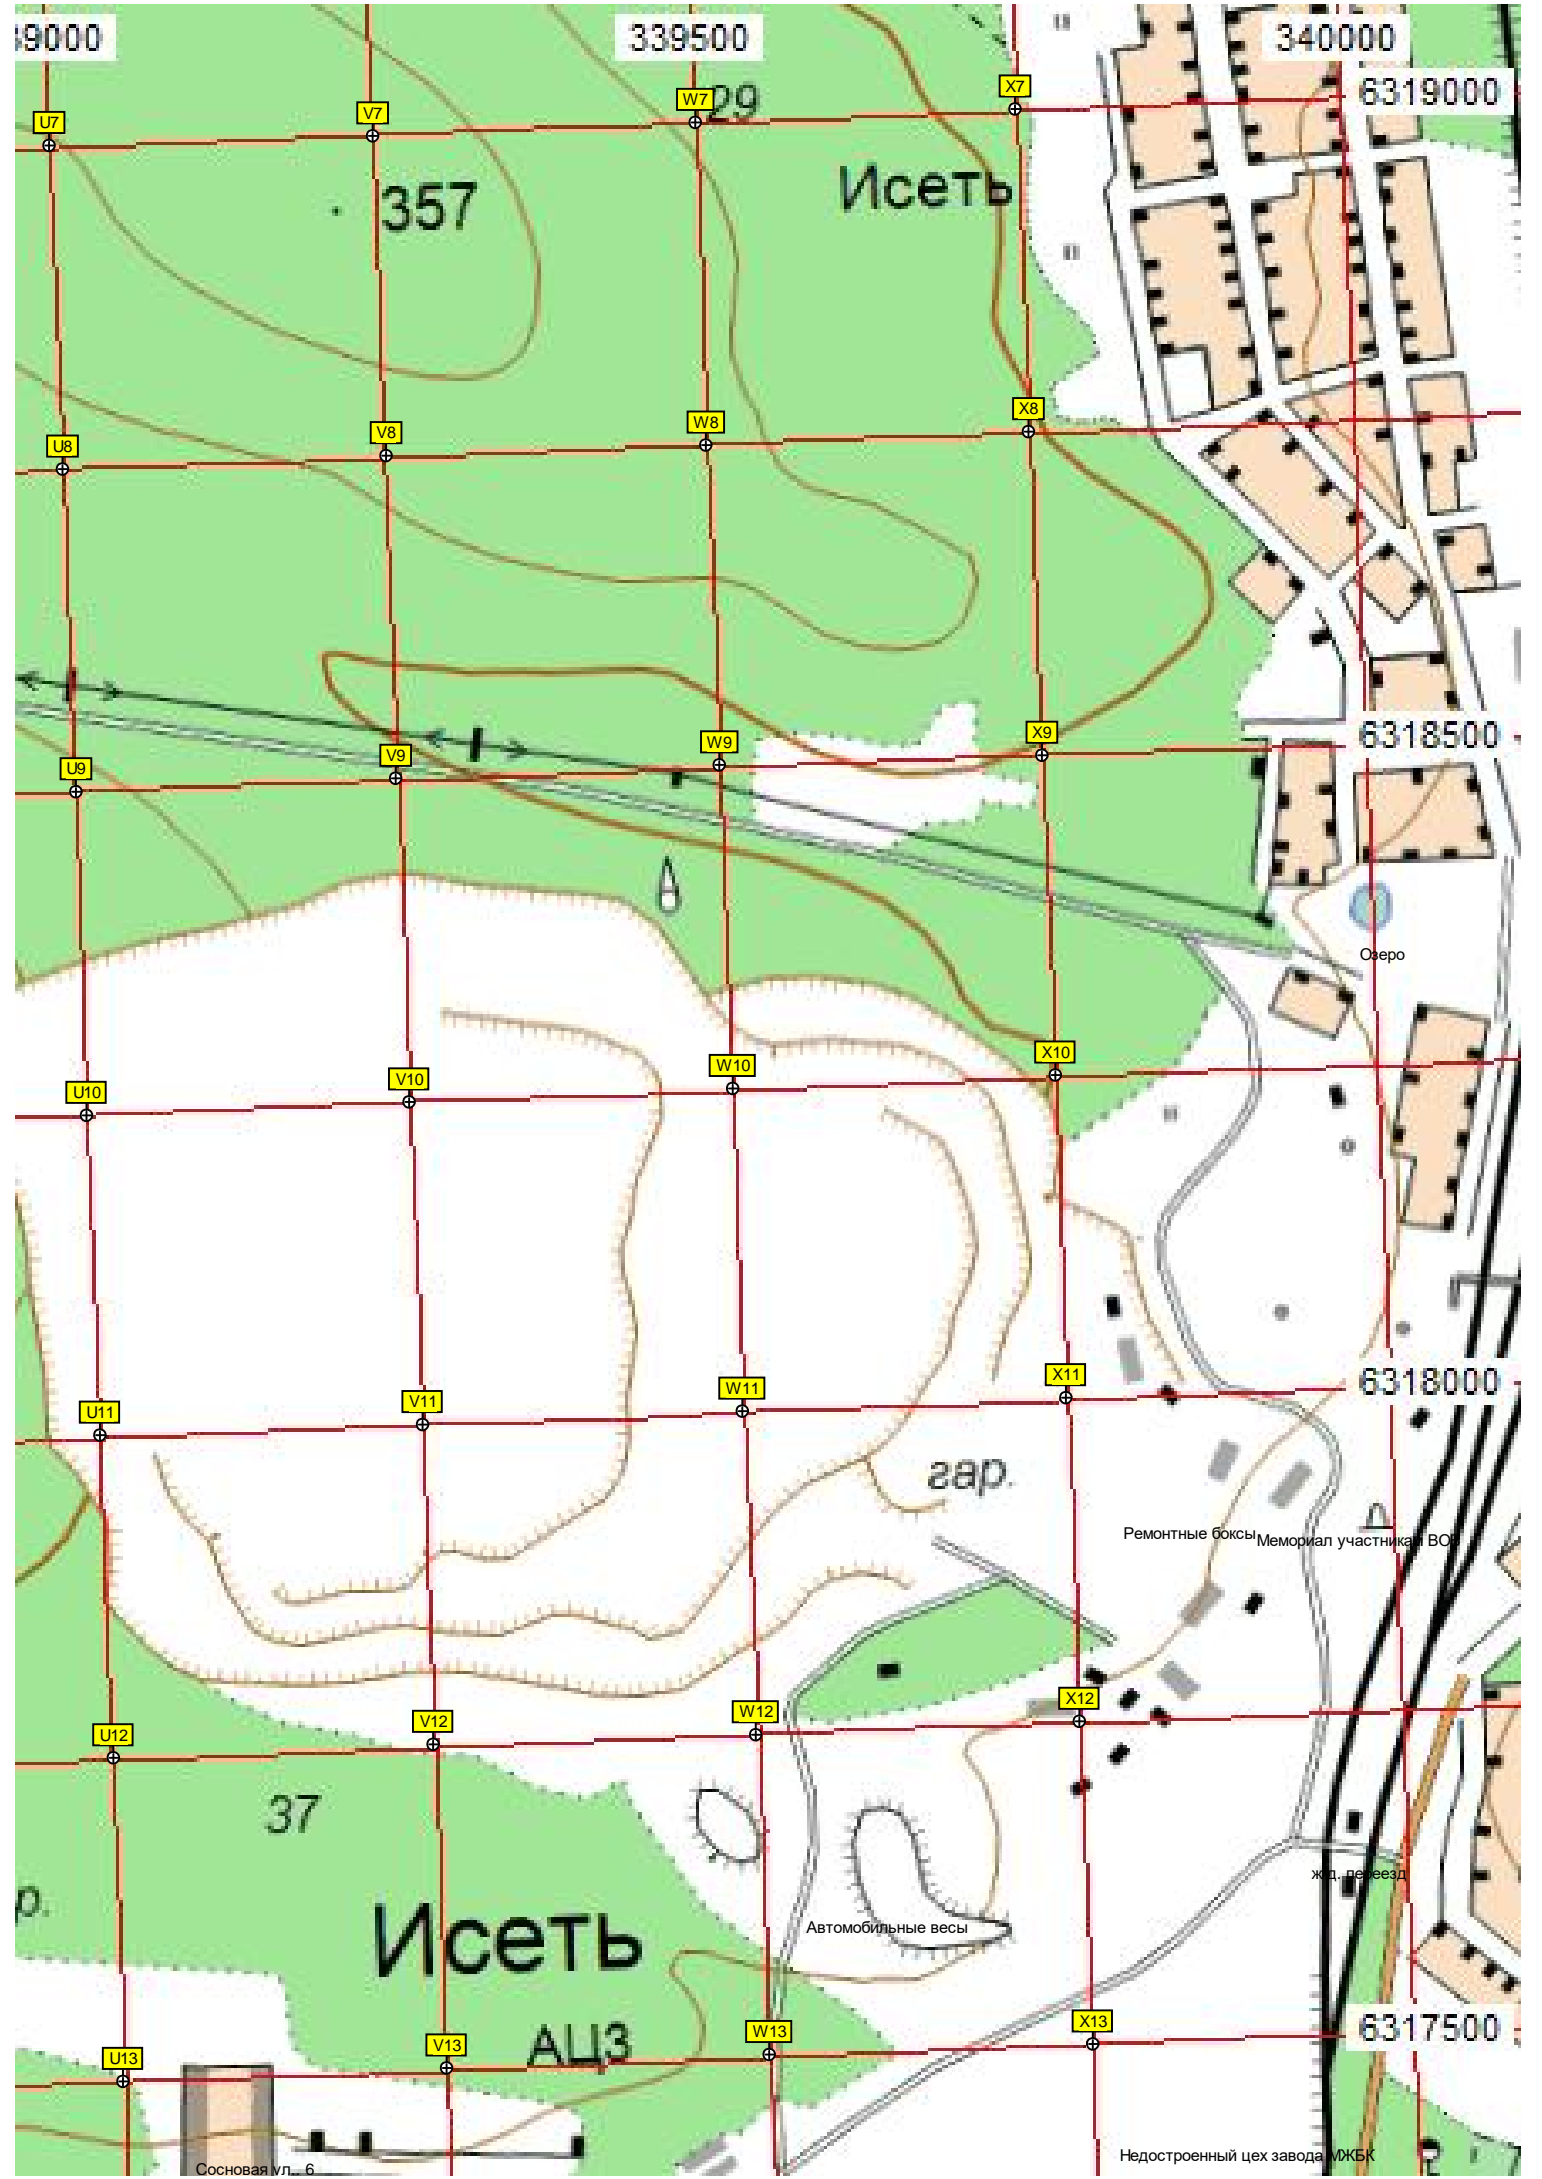 39000
339500
340000
X7
6319000
W7
29
V7
U7
Исеть
357
X8
W8
V8
U8
X9
6318500
W9
V9
U9
Озеро
X10
W10
V10
U10
X11
6318000
W11
V11
U11
гар.
Ремонтные боксы
Мемориал участникам ВОВ
X12
W12
V12
U12
37
ж.д. переезд
р.
Автомобильные весы
Исеть
X13
6317500
W13
АЦЗ
V13
U13
Недостроенный цех завода МЖБК
Сосновая ул., 6